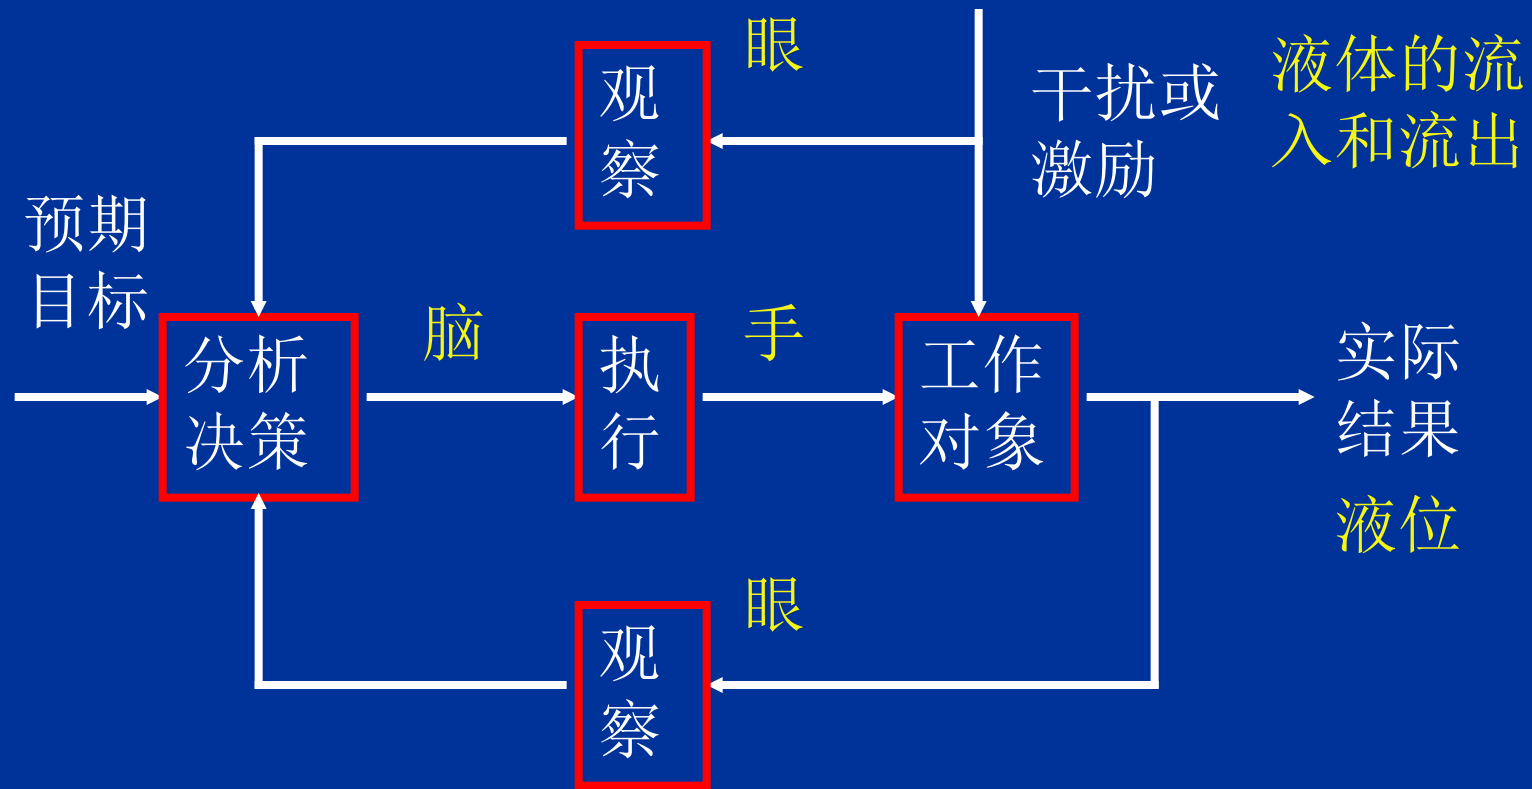 眼
观
察
干扰或
激励
液体的流
入和流出
预期
目标
分析
决策
脑
执
行
手
工作
对象
实际
结果
液位
眼
观
察